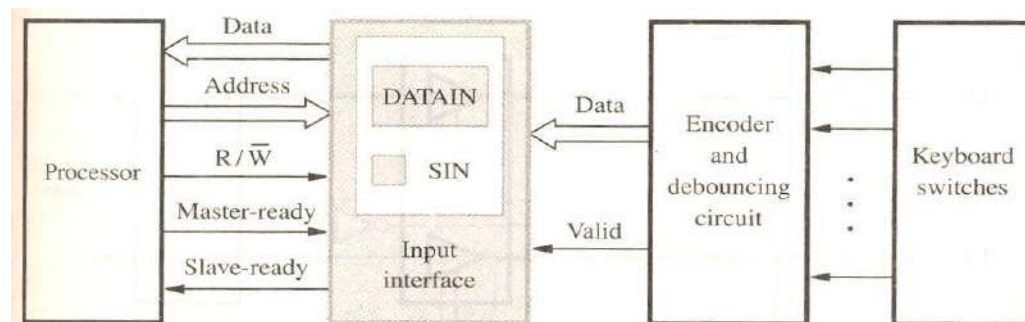 Processor
Data
Address
R / W̅
Master-ready
Slave-ready
DATAIN
SIN
Input
interface
Data
Valid
Encoder
and
debouncing
circuit
Keyboard
switches